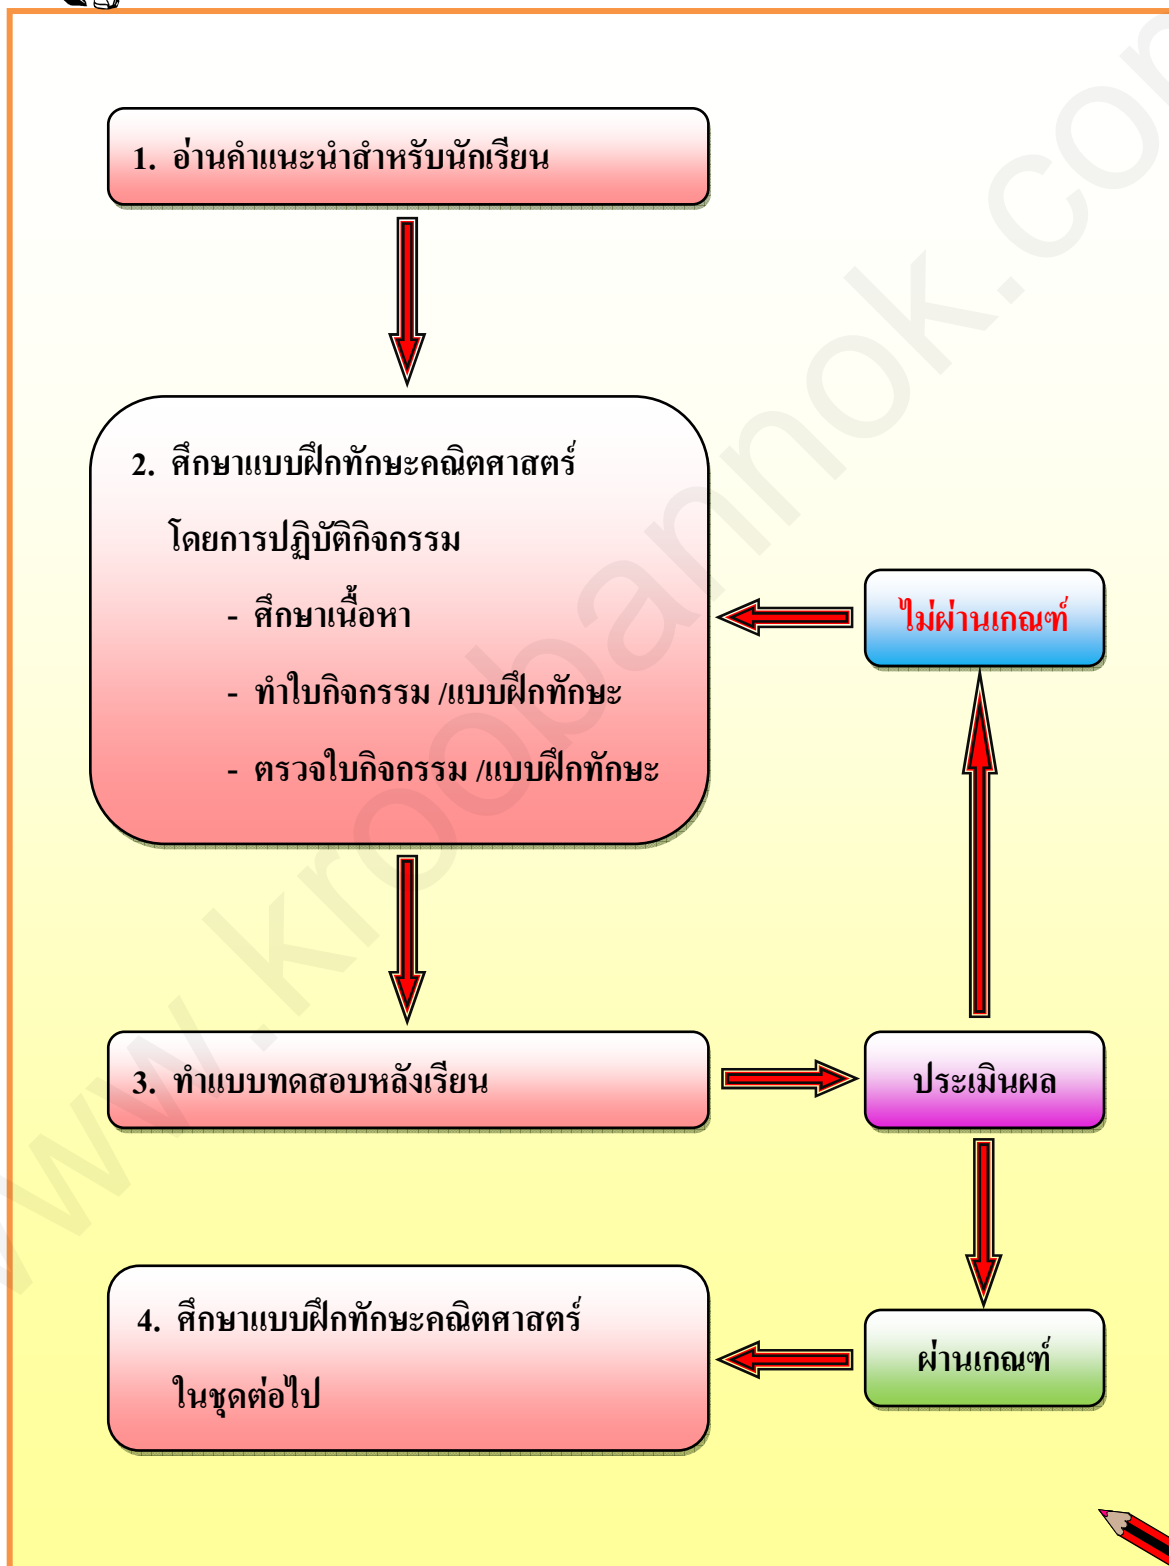 1. อ่านคำแนะนำสำหรับนักเรียน
2. ศึกษาแบบฝึกทักษะคณิตศาสตร์
โดยการปฏิบัติกิจกรรม
- ศึกษาเนื้อหา
- ทำใบกิจกรรม /แบบฝึกทักษะ
- ตรวจใบกิจกรรม /แบบฝึกทักษะ
ไม่ผ่านเกณฑ์
3. ทำแบบทดสอบหลังเรียน
ประเมินผล
4. ศึกษาแบบฝึกทักษะคณิตศาสตร์
ในชุดต่อไป
ผ่านเกณฑ์
www.kroobannok.com